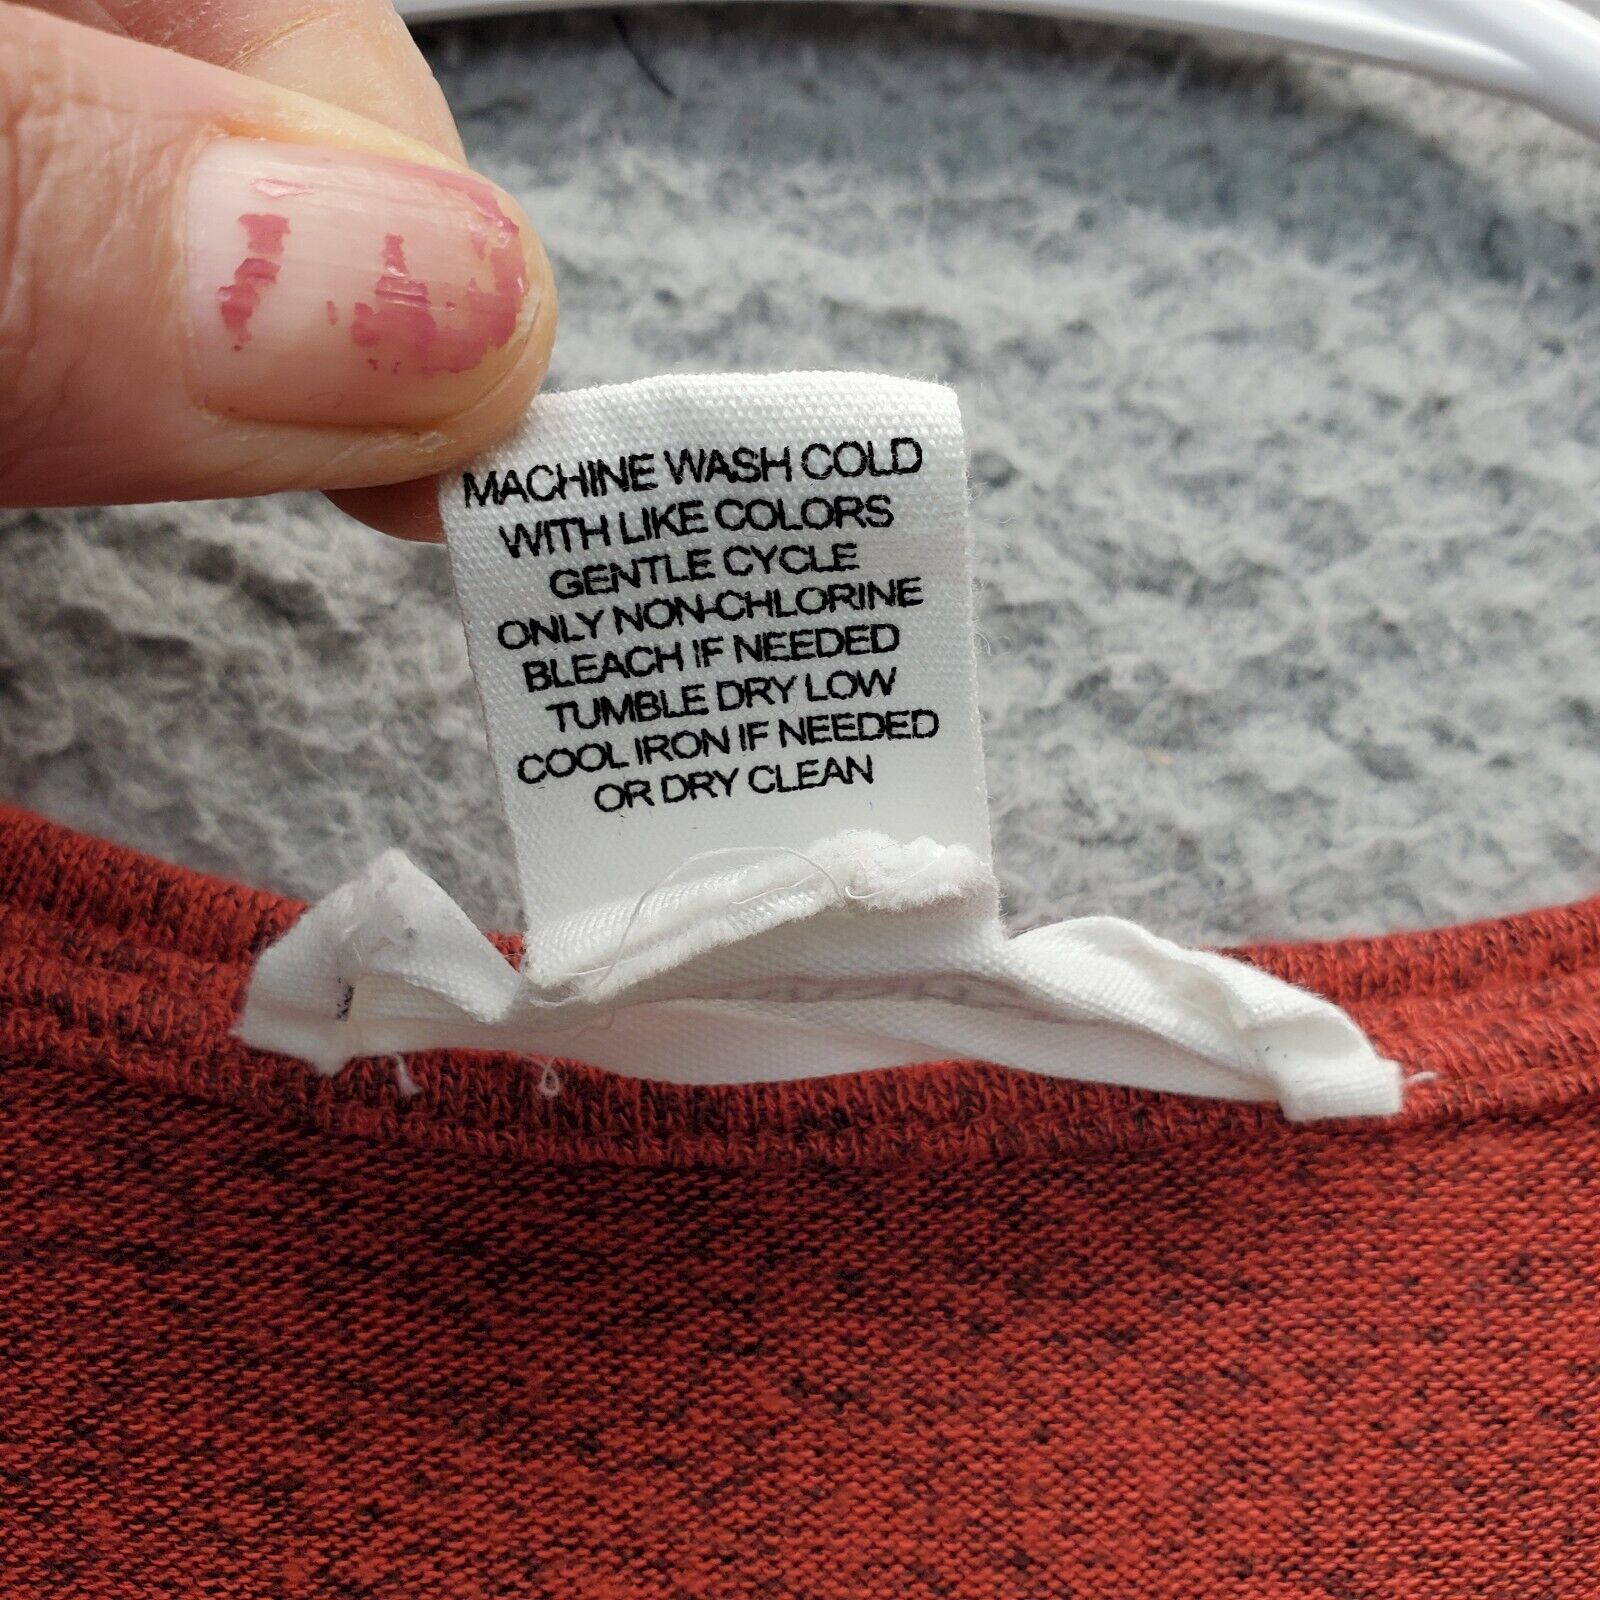 MACHINE WASH COLD
WITH LIKE COLORS
GENTLE CYCLE
ONLY NON-CHLORINE
BLEACH IF NEEDED
TUMBLE DRY LOW
COOL IRON IF NEEDED
OR DRY CLEAN